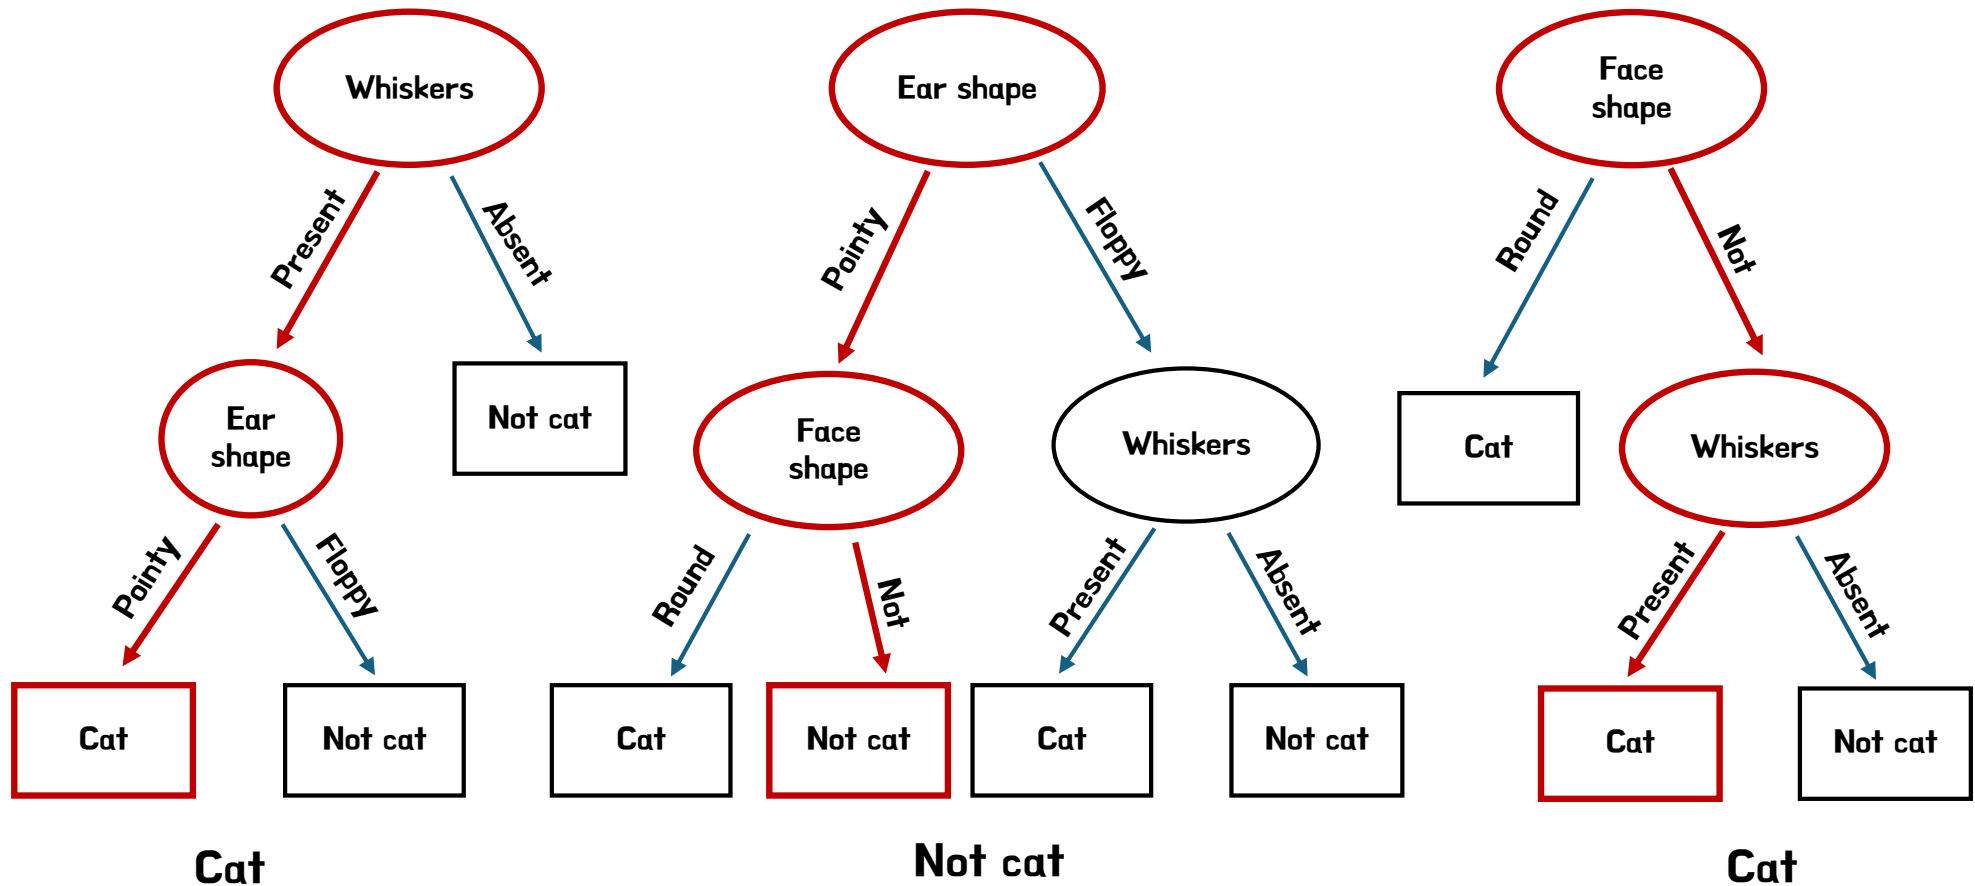 Whiskers
Present
Absent
Ear
shape
Not cat
Pointy
Floppy
Cat
Not cat
Cat
Ear shape
Pointy
Floppy
Face
shape
Whiskers
Round
Not
Present
Absent
Cat
Not cat
Cat
Not cat
Not cat
Face
shape
Round
Not
Cat
Whiskers
Present
Absent
Cat
Not cat
Cat